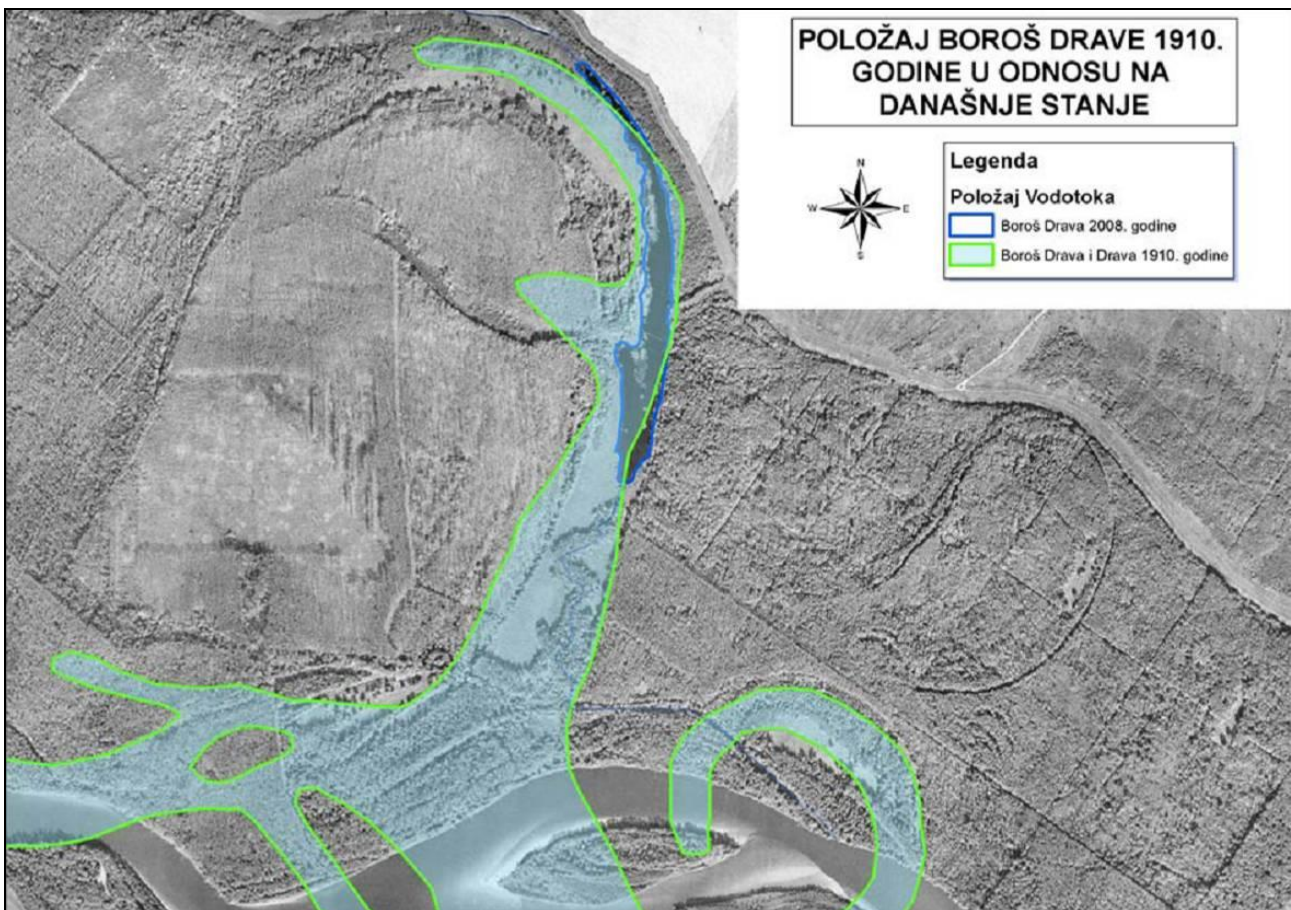 POLOŽAJ BOROŠ DRAVE 1910.
GODINE U ODNOSU NA
DANAŠNJE STANJE
N
W
E
S
Legenda
Položaj Vodotoka
Boroš Drava 2008. godine
Boroš Drava i Drava 1910. godine